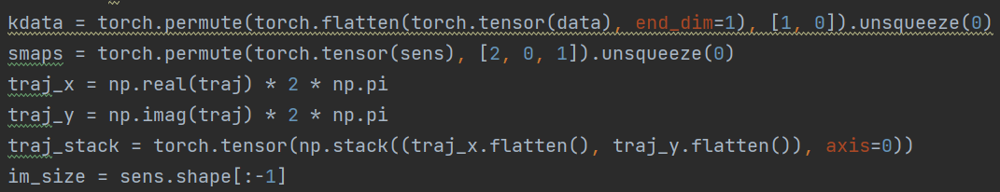 kdata = torch.permute(torch.flatten(torch.tensor(data), end_dim=1), [1, 0]).unsqueeze(0)
smaps = torch.permute(torch.tensor(sens), [2, 0, 1]).unsqueeze(0)
traj_x = np.real(traj) * 2 * np.pi
traj_y = np.imag(traj) * 2 * np.pi
traj_stack = torch.tensor(np.stack((traj_x.flatten(), traj_y.flatten()), axis=0))
im_size = sens.shape[:-1]